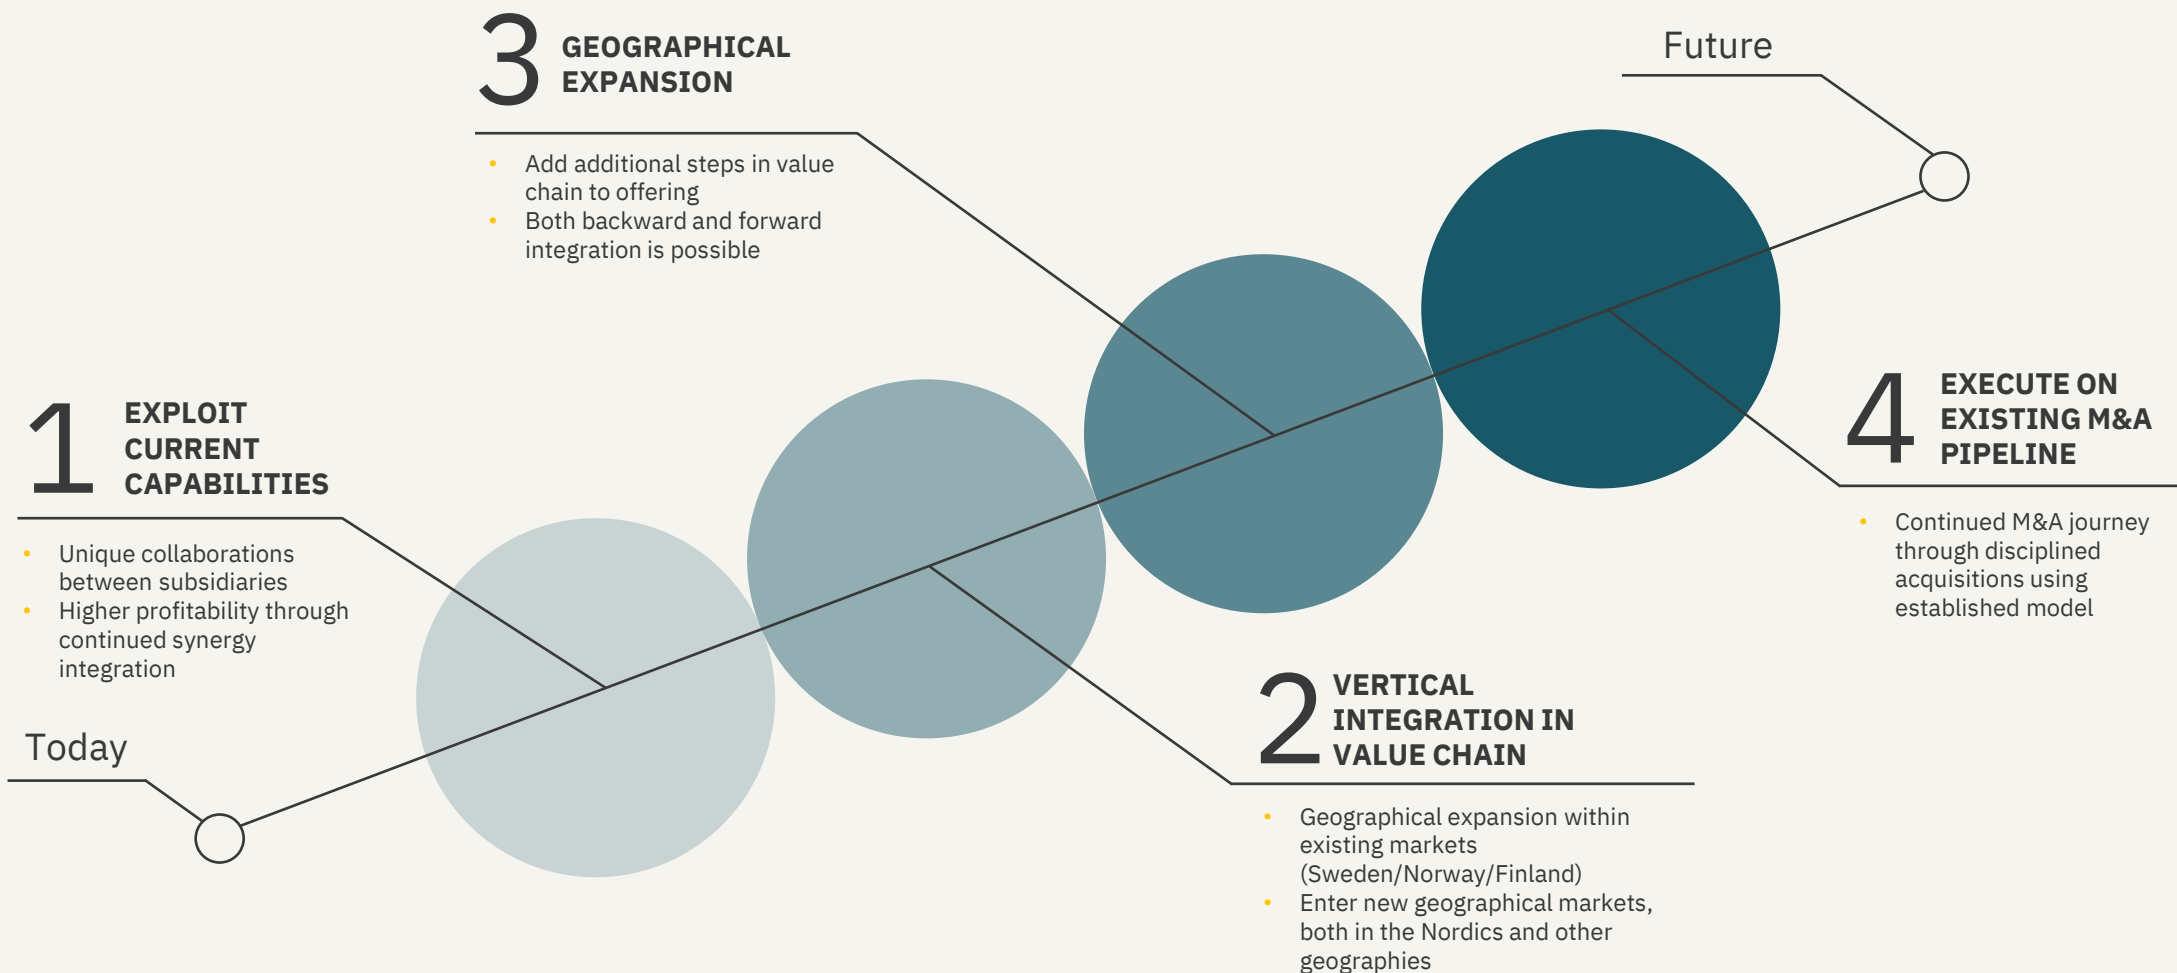 3 GEOGRAPHICAL
EXPANSION
• Add additional steps in value
chain to offering
• Both backward and forward
integration is possible
Future
1 EXPLOIT
CURRENT
CAPABILITIES
• Unique collaborations
between subsidiaries
• Higher profitability through
continued synergy
integration
Today
4 EXECUTE ON
EXISTING M&A
PIPELINE
• Continued M&A journey
through disciplined
acquisitions using
established model
2 VERTICAL
INTEGRATION IN
VALUE CHAIN
• Geographical expansion within
existing markets
(Sweden/Norway/Finland)
• Enter new geographical markets,
both in the Nordics and other
geographies